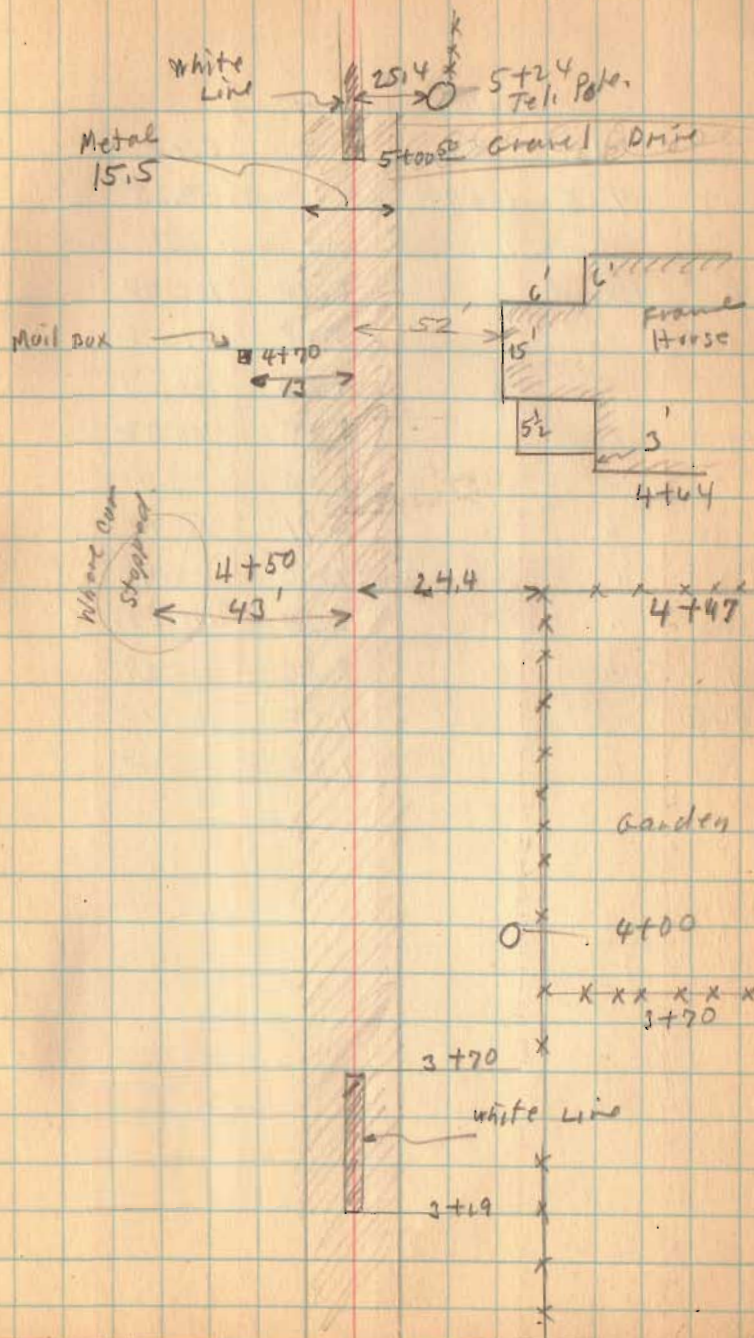 White
Line
25.4
5+24
Tel. Pole.
Metal
15.5
5+00⁵⁰
Gravel Drive
6'
6'
Frame
House
52'
15'
Mail Box
4+70
13
5½
3'
4+64
Where Car
Stopped
4+50
43'
24.4
4+47
Garden
4+00
3+70
3+70
White Line
3+19